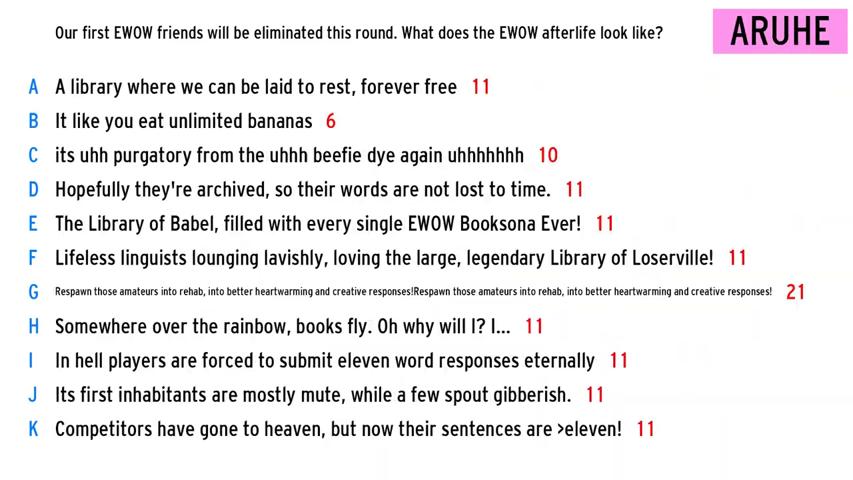 Our first EWOW friends will be eliminated this round. What does the EWOW afterlife look like?
ARUHE
A A library where we can be laid to rest, forever free 11
B It like you eat unlimited bananas 6
C its uhh purgatory from the uhhh beefie dye again uhhhhhhh 10
D Hopefully they're archived, so their words are not lost to time. 11
E The Library of Babel, filled with every single EWOW Booksona Ever! 11
F Lifeless linguists lounging lavishly, loving the large, legendary Library of Loserville! 11
G Respawn those amateurs into rehab, into better heartwarming and creative responses!Respawn those amateurs into rehab, into better heartwarming and creative responses! 21
H Somewhere over the rainbow, books fly. Oh why will I? I... 11
I In hell players are forced to submit eleven word responses eternally 11
J Its first inhabitants are mostly mute, while a few spout gibberish. 11
K Competitors have gone to heaven, but now their sentences are >eleven! 11